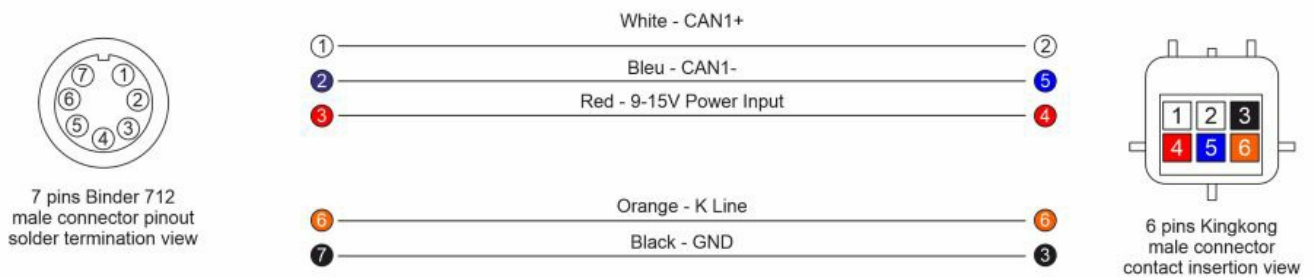 White - CAN1+
1 2
Bleu - CAN1-
2 5
Red - 9-15V Power Input
3 4
Orange - K Line
6 6
Black - GND
7 3
7 1
6 2
5 3
4
7 pins Binder 712
male connector pinout
solder termination view
1 2 3
4 5 6
6 pins Kingkong
male connector
contact insertion view